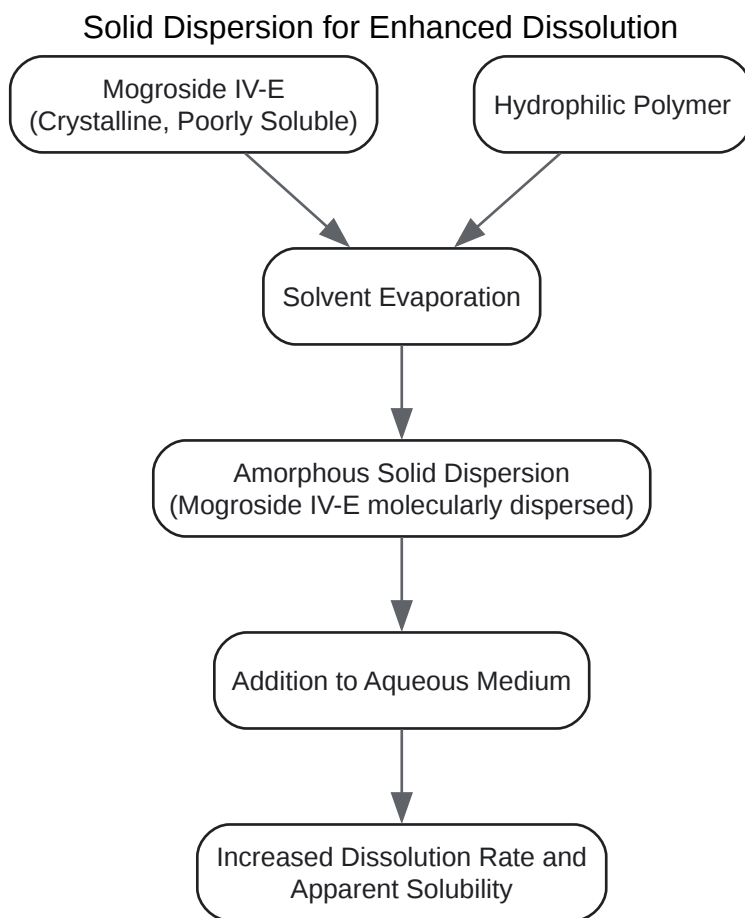 Solid Dispersion for Enhanced Dissolution
Mogroside IV-E
(Crystalline, Poorly Soluble)
Hydrophilic Polymer
Solvent Evaporation
Amorphous Solid Dispersion
(Mogroside IV-E molecularly dispersed)
Addition to Aqueous Medium
Increased Dissolution Rate and
Apparent Solubility